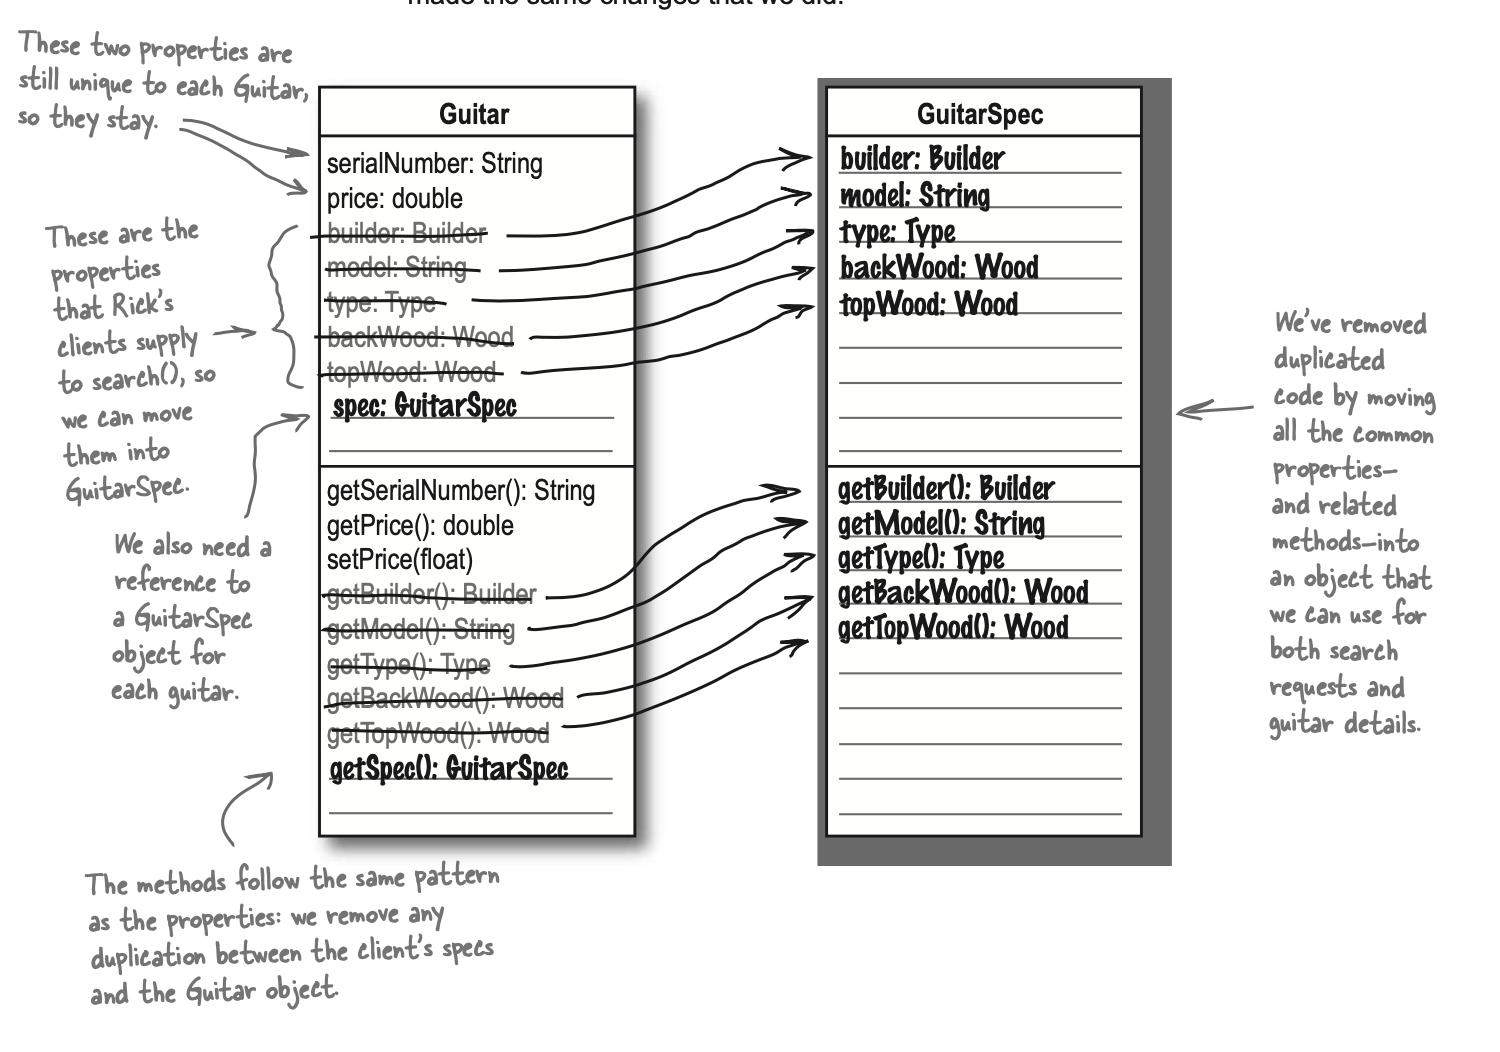 made the same changes that we did.
These two properties are
still unique to each Guitar,
so they stay.
These are the
properties
that Rick's
clients supply
to search(), so
we can move
them into
GuitarSpec.
We also need a
reference to
a GuitarSpec
object for
each guitar.
The methods follow the same pattern
as the properties: we remove any
duplication between the client's specs
and the Guitar object.
Guitar
serialNumber: String
price: double
builder: Builder
model: String
type: Type
backWood: Wood
topWood: Wood
spec: GuitarSpec
getSerialNumber(): String
getPrice(): double
setPrice(float)
getBuilder(): Builder
getModel(): String
getType(): Type
getBackWood(): Wood
getTopWood(): Wood
getSpec(): GuitarSpec
GuitarSpec
builder: Builder
model: String
type: Type
backWood: Wood
topWood: Wood
getBuilder(): Builder
getModel(): String
getType(): Type
getBackWood(): Wood
getTopWood(): Wood
We've removed
duplicated
code by moving
all the common
properties—
and related
methods—into
an object that
we can use for
both search
requests and
guitar details.